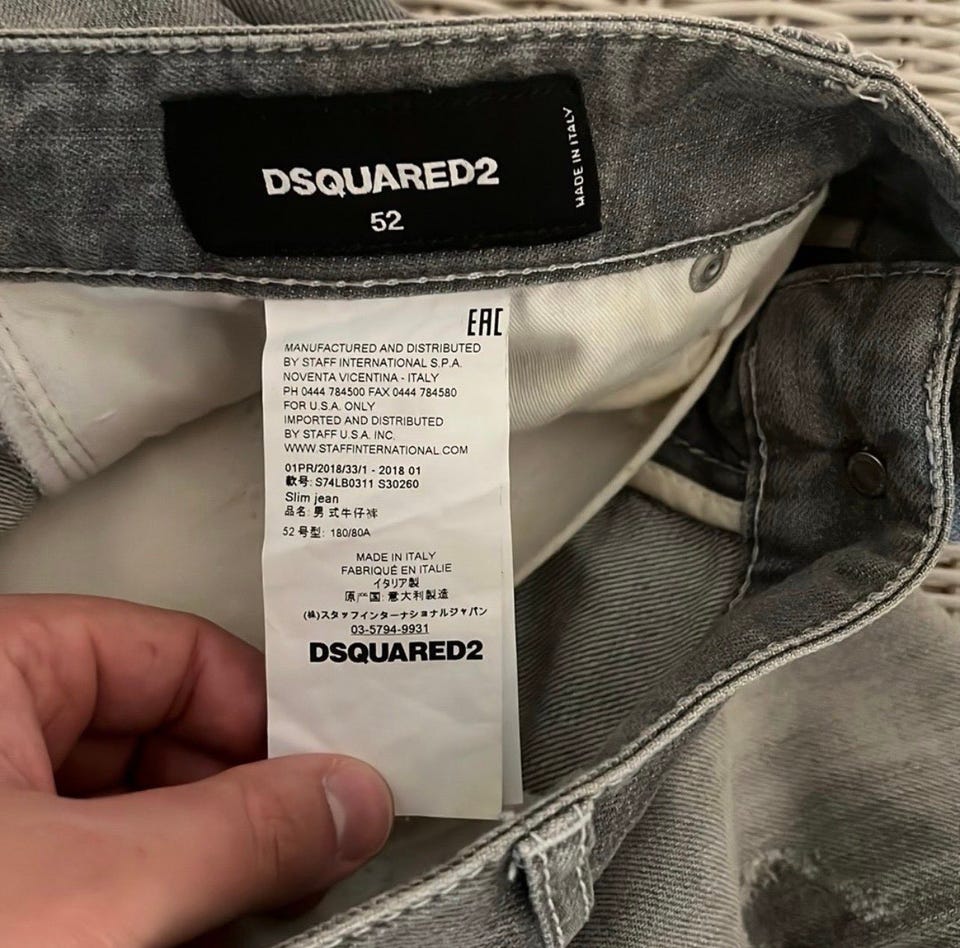 DSQUARED2
52
MADE IN ITALY
EAC
MANUFACTURED AND DISTRIBUTED
BY STAFF INTERNATIONAL S.P.A.
NOVENTA VICENTINA - ITALY
PH 0444 784500 FAX 0444 784580
FOR U.S.A. ONLY
IMPORTED AND DISTRIBUTED
BY STAFF U.S.A. INC.
WWW.STAFFINTERNATIONAL.COM
01PR/2018/33/1 - 2018 01
款号: S74LB0311 S30260
Slim jean
品名: 男式牛仔裤
52 号型: 180/80A
MADE IN ITALY
FABRIQUÉ EN ITALIE
イタリア製
原产国: 意大利製造
(株)スタッフインターナショナルジャパン
03-5794-9931
DSQUARED2